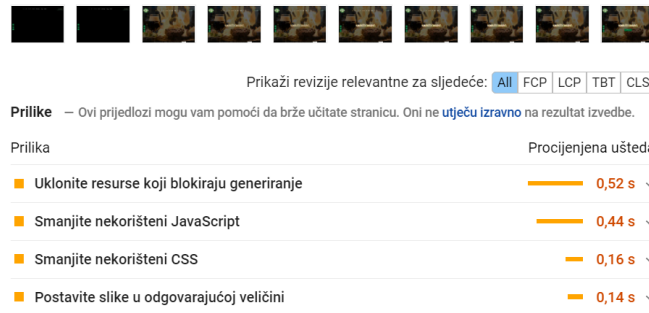 Prikaži revizije relevantne za sljedeće: All FCP LCP TBT CLS
Prilike — Ovi prijedlozi mogu vam pomoći da brže učitate stranicu. Oni ne utječu izravno na rezultat izvedbe.
Prilika Procijenjena ušteda
Uklonite resurse koji blokiraju generiranje 0,52 s
Smanjite nekorišteni JavaScript 0,44 s
Smanjite nekorišteni CSS 0,16 s
Postavite slike u odgovarajućoj veličini 0,14 s